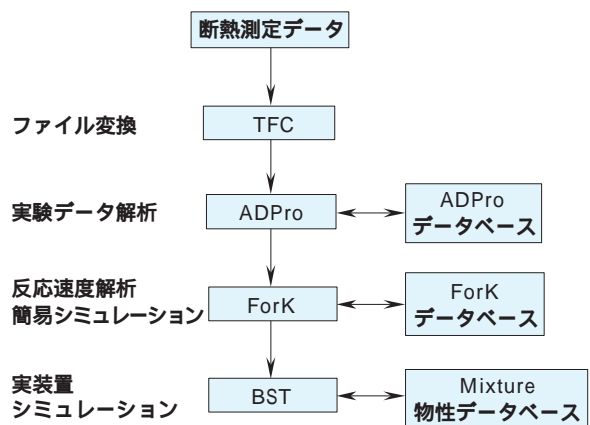 断熱測定データ
ファイル変換
TFC
実験データ解析
ADPro
ADPro
データベース
反応速度解析
簡易シミュレーション
ForK
ForK
データベース
実装置
シミュレーション
BST
Mixture
物性データベース